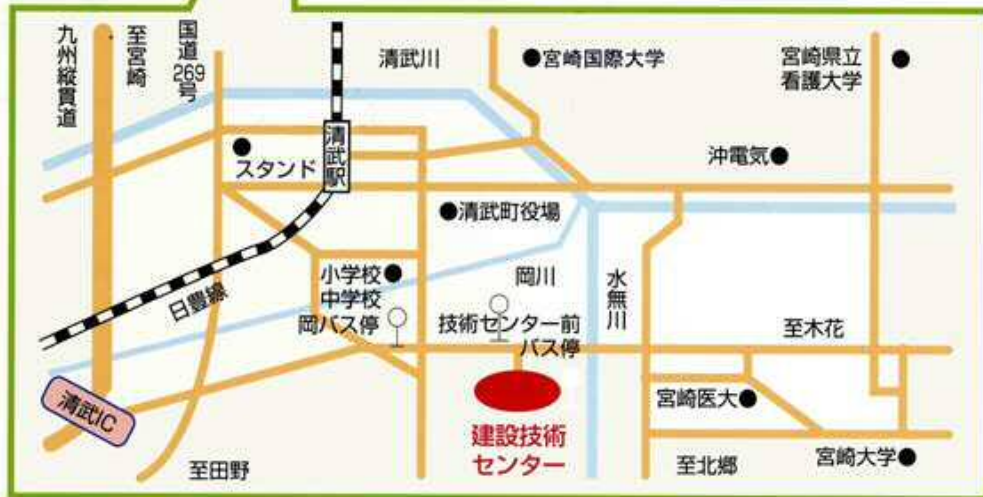 九州縦貫道
至宮崎
国道
269
号
清武川
宮崎国際大学
宮崎県立
看護大学
スタンド
清武駅
沖電気
清武町役場
小学校
中学校
岡バス停
岡川
技術センター前
バス停
水無川
至木花
日豊線
清武IC
至田野
建設技術
センター
宮崎医大
至北郷
宮崎大学